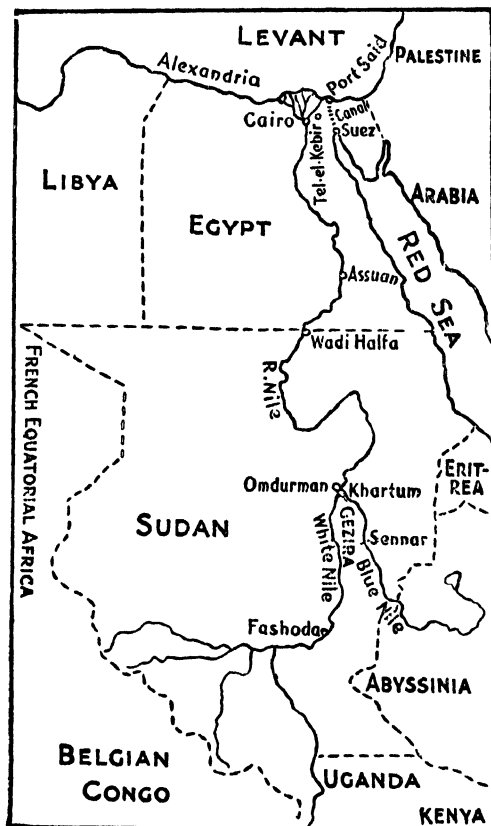 LEVANT
Alexandria
Port Said
PALESTINE
Cairo
Tel-el-Kebir
Canal
Suez
LIBYA
EGYPT
ARABIA
RED SEA
Assuan
Wadi Halfa
FRENCH EQUATORIAL AFRICA
R. Nile
ERIT-
REA
Omdurman
Khartum
SUDAN
GEZIRA
White Nile
Sennar
Blue Nile
Fashoda
ABYSSINIA
BELGIAN
CONGO
UGANDA
KENYA